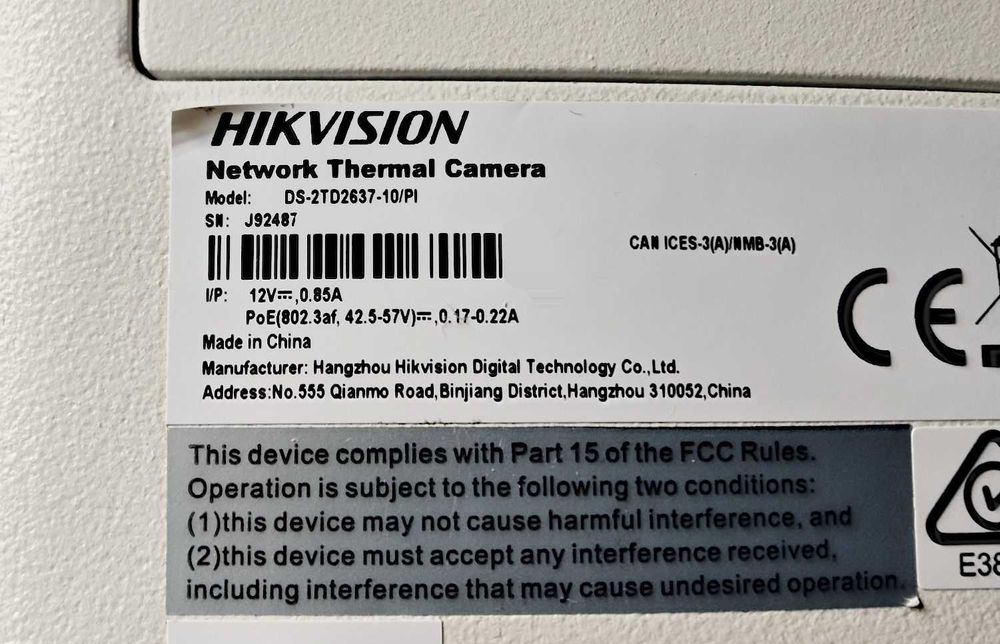 HIKVISION
Network Thermal Camera
Model: DS-2TD2637-10/PI
SN: J92487
CAN ICES-3(A)/NMB-3(A)
I/P: 12V⎓,0.85A
PoE(802.3af, 42.5-57V)⎓,0.17-0.22A
Made in China
Manufacturer: Hangzhou Hikvision Digital Technology Co.,Ltd.
Address:No.555 Qianmo Road,Binjiang District,Hangzhou 310052,China
CE
This device complies with Part 15 of the FCC Rules.
Operation is subject to the following two conditions:
(1)this device may not cause harmful interference, and
(2)this device must accept any interference received,
including interference that may cause undesired operation.